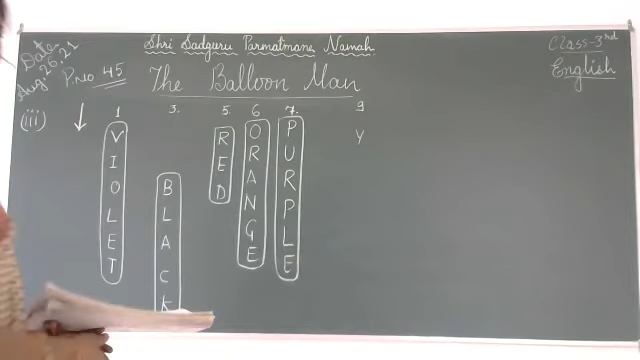 Shri Sadguru Parmatmane Namah
Date
Aug. 26. 21
Class-3nd
English
P.No 45
The Balloon Man
(iii)
1 3. 5. 6 7. 9
VIOLET
BLACK
RED
ORANGE
PURPLE
Y